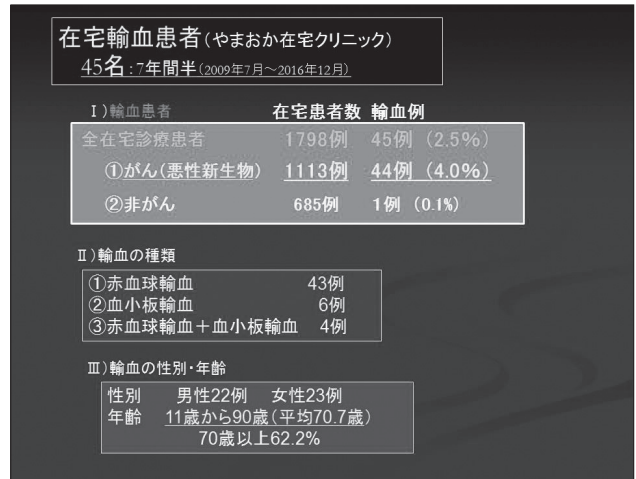 在宅輸血患者(やまおか在宅クリニック)
45名:7年間半(2009年7月～2016年12月)
Ⅰ)輸血患者 在宅患者数 輸血例
全在宅診療患者 1798例 45例 (2.5%)
①がん(悪性新生物) 1113例 44例 (4.0%)
②非がん 685例 1例 (0.1%)
Ⅱ)輸血の種類
①赤血球輸血 43例
②血小板輸血 6例
③赤血球輸血＋血小板輸血 4例
Ⅲ)輸血の性別・年齢
性別 男性22例 女性23例
年齢 11歳から90歳(平均70.7歳)
70歳以上62.2%